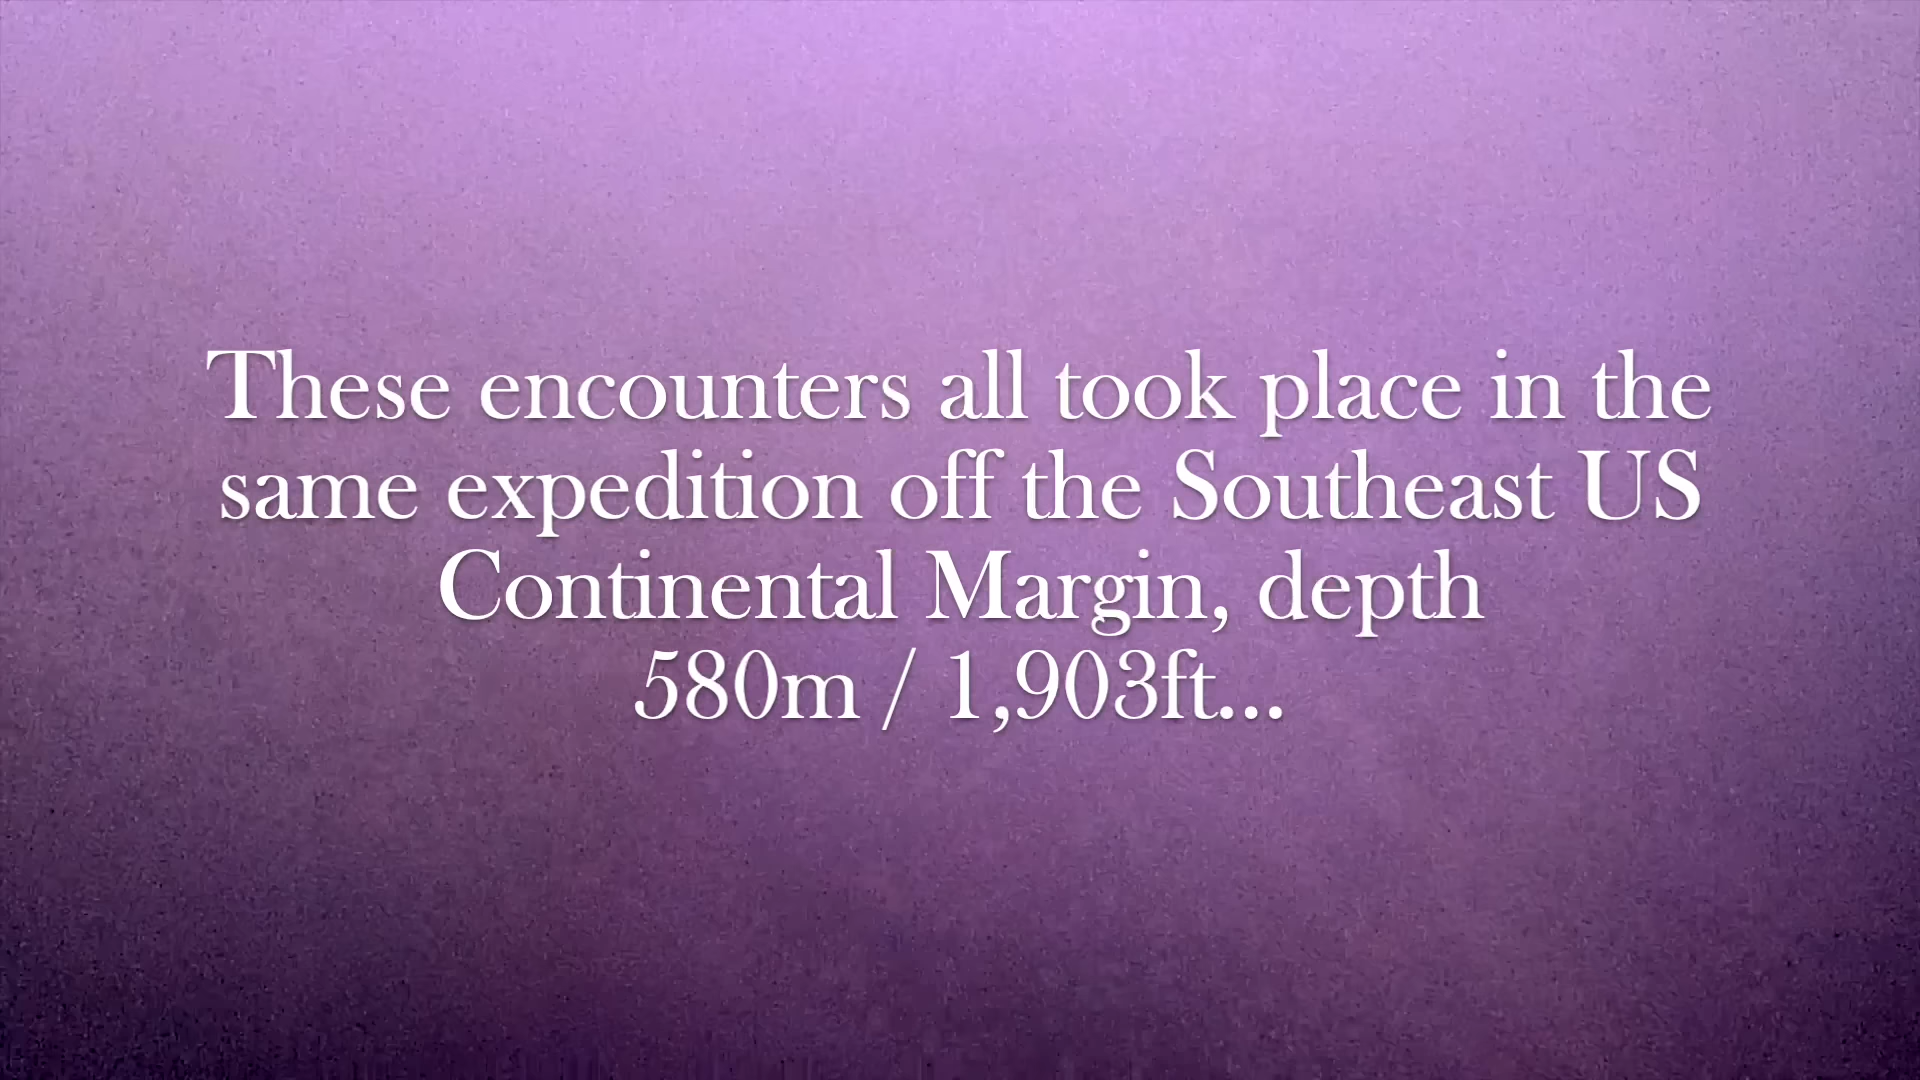 These encounters all took place in the
same expedition off the Southeast US
Continental Margin, depth
580m / 1,903ft...